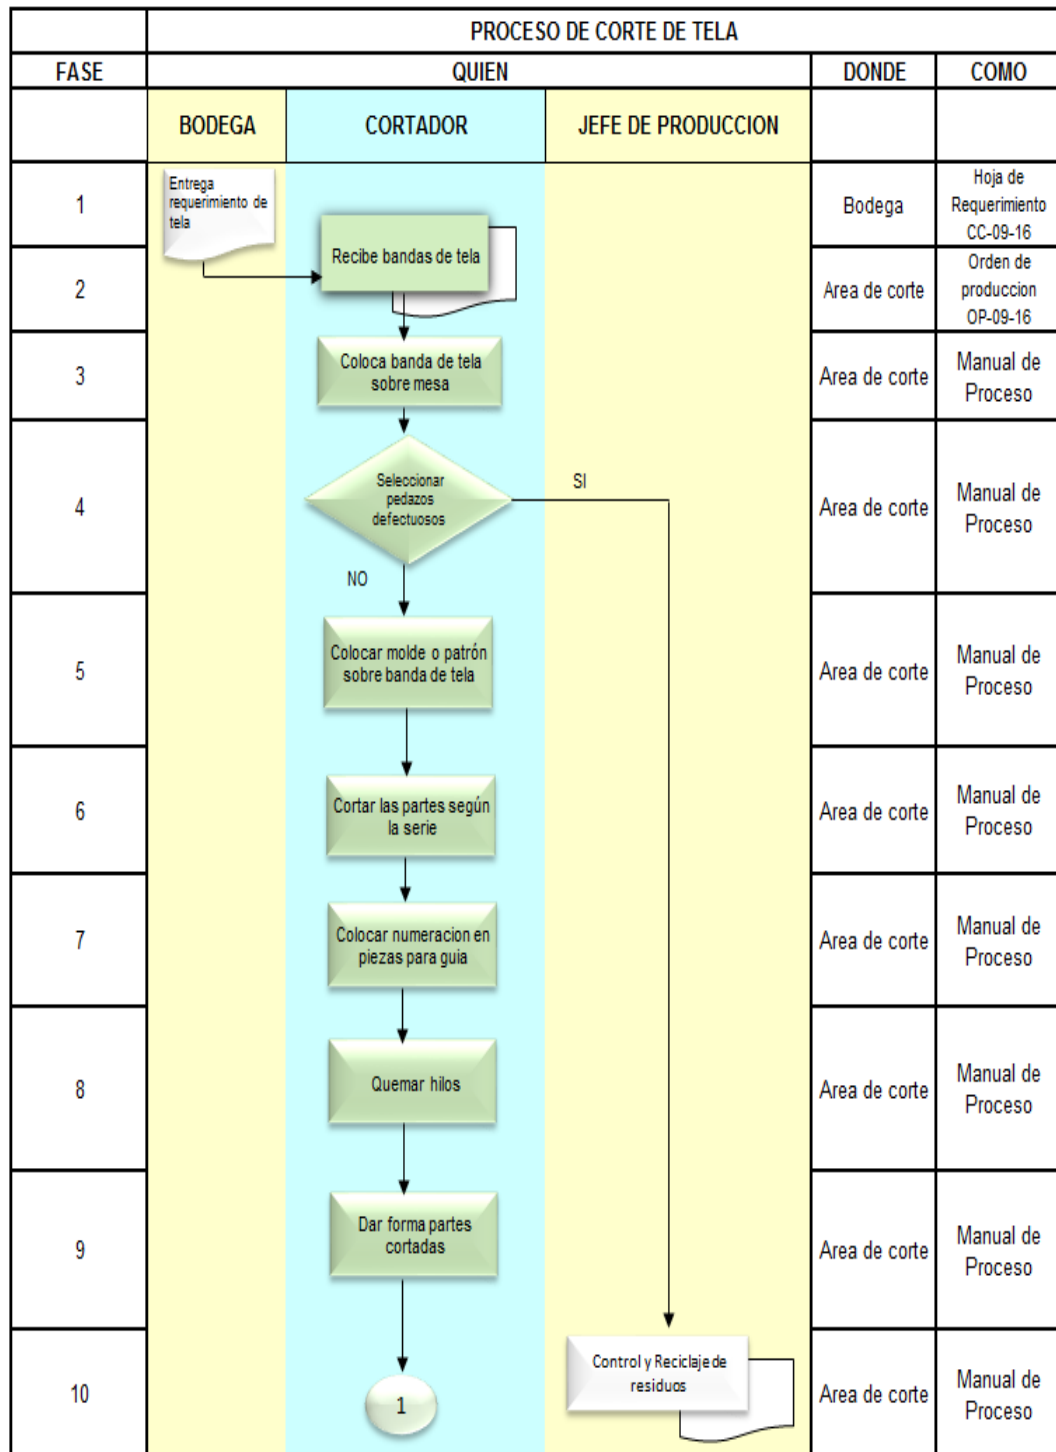 PROCESO DE CORTE DE TELA
FASE
QUIEN
DONDE
COMO
BODEGA
CORTADOR
JEFE DE PRODUCCION
1
Entrega
requerimiento de
tela
Bodega
Hoja de
Requerimiento
CC-09-16
2
Recibe bandas de tela
Area de corte
Orden de
produccion
OP-09-16
3
Coloca banda de tela
sobre mesa
Area de corte
Manual de
Proceso
4
Seleccionar
pedazos
defectuosos
SI
NO
Area de corte
Manual de
Proceso
5
Colocar molde o patrón
sobre banda de tela
Area de corte
Manual de
Proceso
6
Cortar las partes según
la serie
Area de corte
Manual de
Proceso
7
Colocar numeracion en
piezas para guia
Area de corte
Manual de
Proceso
8
Quemar hilos
Area de corte
Manual de
Proceso
9
Dar forma partes
cortadas
Area de corte
Manual de
Proceso
10
1
Control y Reciclaje de
residuos
Area de corte
Manual de
Proceso